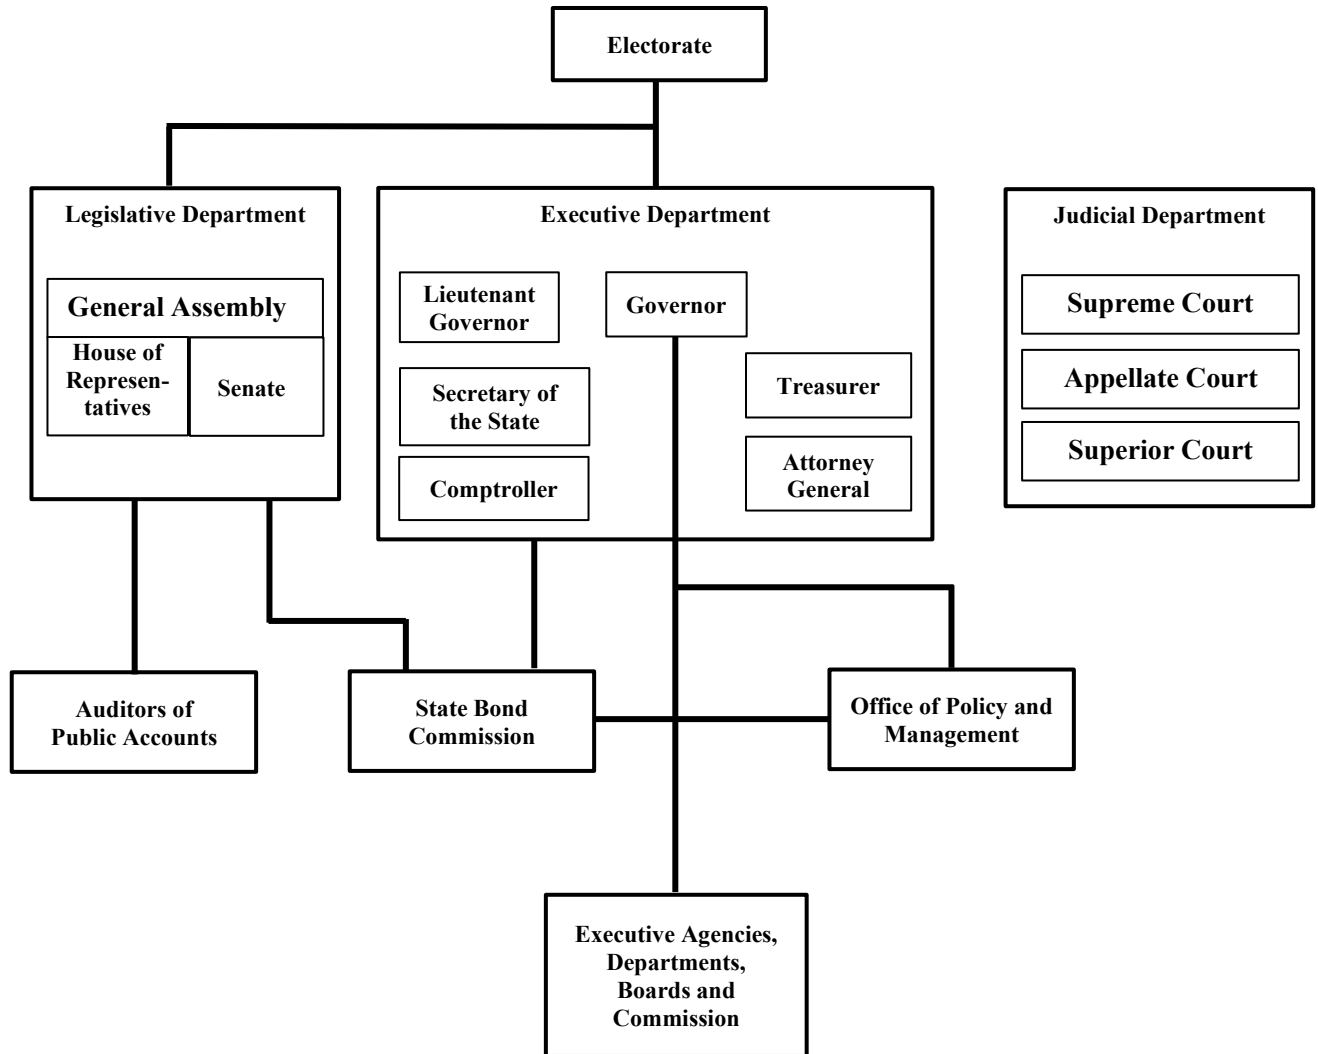 Electorate
Legislative Department
General Assembly
House of
Represen-
tatives
Senate
Executive Department
Lieutenant
Governor
Governor
Secretary of
the State
Treasurer
Comptroller
Attorney
General
Judicial Department
Supreme Court
Appellate Court
Superior Court
Auditors of
Public Accounts
State Bond
Commission
Office of Policy and
Management
Executive Agencies,
Departments,
Boards and
Commission